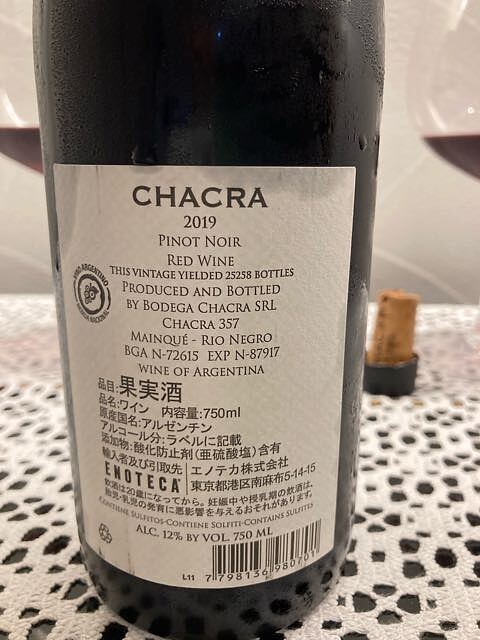 CHACRA
2019
PINOT NOIR
RED WINE
THIS VINTAGE YIELDED 25258 BOTTLES
PRODUCED AND BOTTLED
BY BODEGA CHACRA SRL
CHACRA 357
MAINQUÉ - RIO NEGRO
BGA N-72615 EXP N-87917
WINE OF ARGENTINA
品目:果実酒
品名:ワイン 内容量:750ml
原産国名:アルゼンチン
アルコール分:ラベルに記載
添加物:酸化防止剤(亜硫酸塩)含有
輸入者及び引取先
ENOTECA
エノテカ株式会社
東京都港区南麻布5-14-15
飲酒は20歳になってから。妊娠中や授乳期の飲酒は、
胎児・乳児の発育に悪影響を与えるおそれがあります。
CONTIENE SULFITOS-CONTIENE SOLFITI-CONTAINS SULFITES
ALC. 12% BY VOL. 750 ML
L11 7 798136 980701